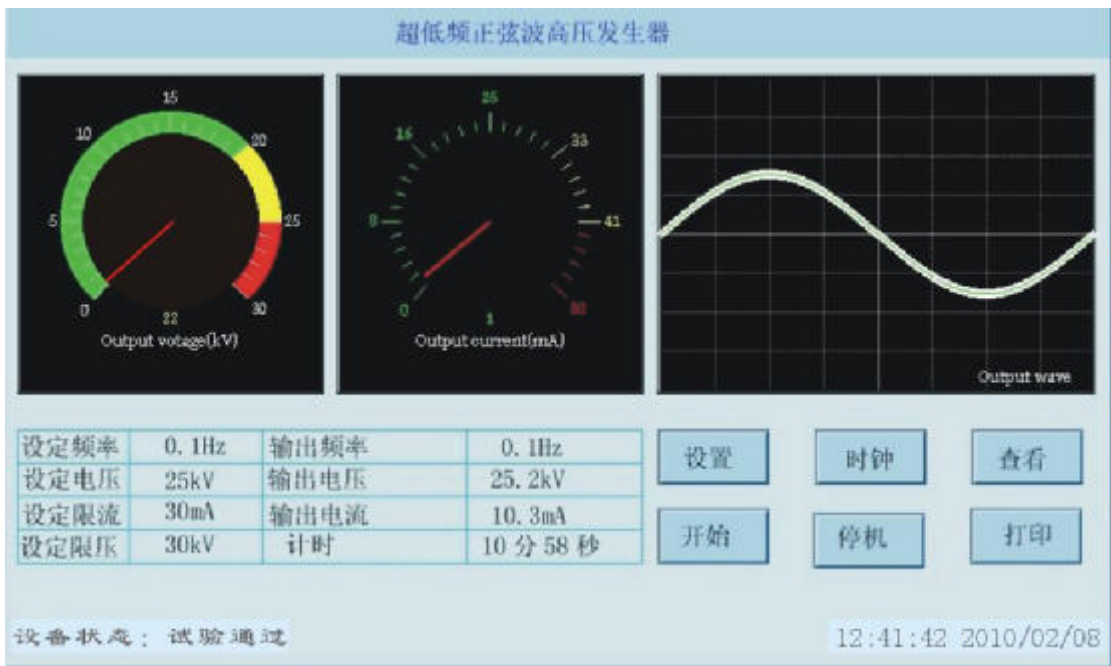 超低频正弦波高压发生器
15
10
20
5
25
0
30
22
Output votage(kV)
25
16
33
8
41
0
1
Output current(mA)
Output wave
设定频率 0.1Hz 输出频率 0.1Hz
设定电压 25kV 输出电压 25.2kV
设定限流 30mA 输出电流 10.3mA
设定限压 30kV 计时 10分58秒
设置 时钟 查看
开始 停机 打印
设备状态：试验通过
12:41:42 2010/02/08